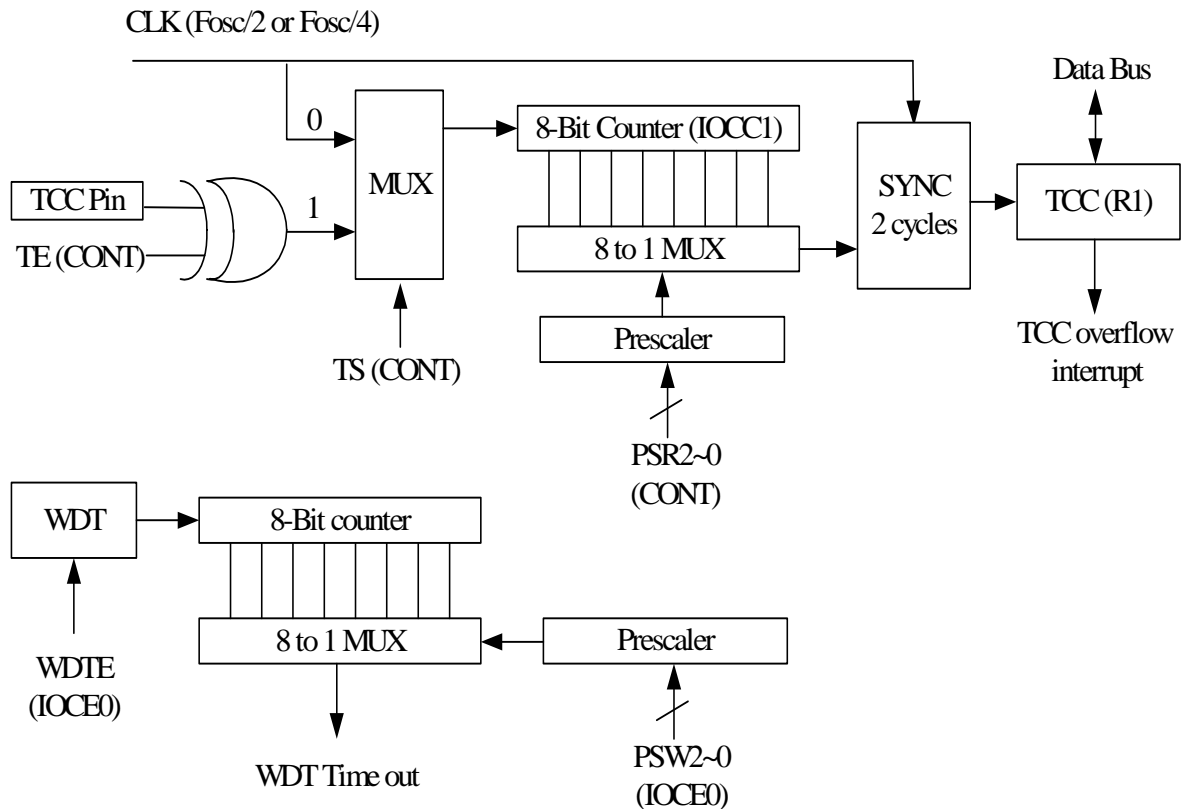 CLK (Fosc/2 or Fosc/4)
Data Bus
0
8-Bit Counter (IOCC1)
MUX
SYNC
2 cycles
TCC Pin
1
TCC (R1)
TE (CONT)
8 to 1 MUX
Prescaler
TS (CONT)
TCC overflow
interrupt
PSR2~0
(CONT)
WDT
8-Bit counter
8 to 1 MUX
Prescaler
WDTE
(IOCE0)
WDT Time out
PSW2~0
(IOCE0)